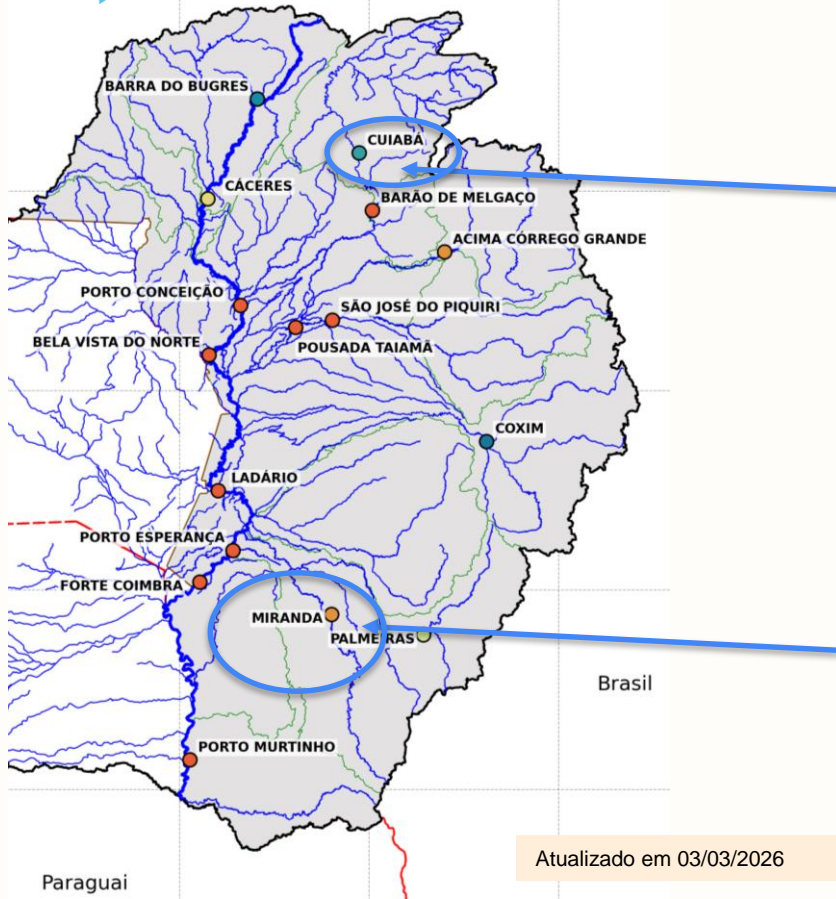 BARRA DO BUGRES
CUIABÁ
CÁCERES
BARÃO DE MELGAÇO
ACIMA CÓRREGO GRANDE
PORTO CONCEIÇÃO
SÃO JOSÉ DO PIQUIRI
BELA VISTA DO NORTE
POUSADA TAIAMÃ
COXIM
LADÁRIO
PORTO ESPERANÇA
FORTE COIMBRA
MIRANDA
PALMEIRAS
Brasil
PORTO MURTINHO
Atualizado em 03/03/2026
Paraguai